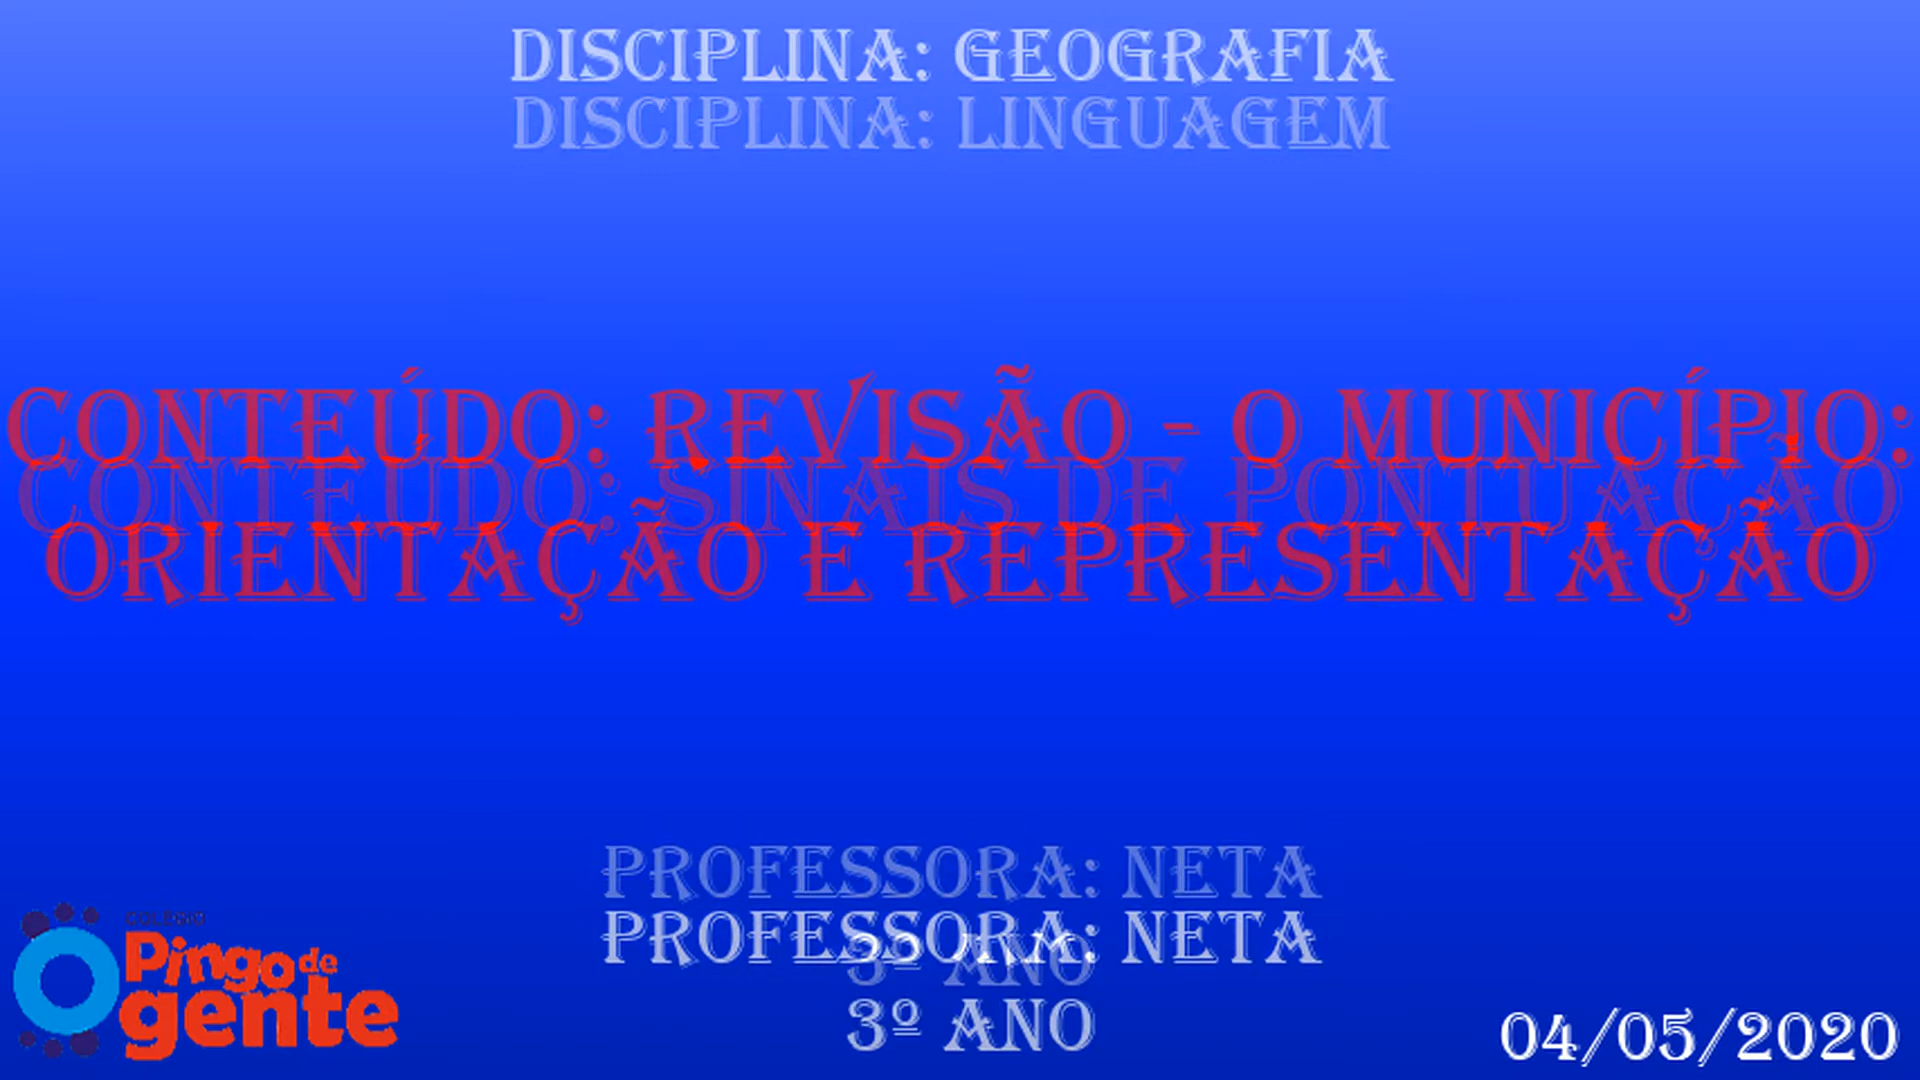 DISCIPLINA: GEOGRAFIA
DISCIPLINA: LINGUAGEM
CONTEÚDO: REVISÃO - O MUNICÍPIO:
CONTEÚDO: SINAIS DE PONTUAÇÃO
ORIENTAÇÃO E REPRESENTAÇÃO
PROFESSORA: NETA
PROFESSORA: NETA
3º ANO
3º ANO
COLÉGIO
Pingo de
gente
04/05/2020